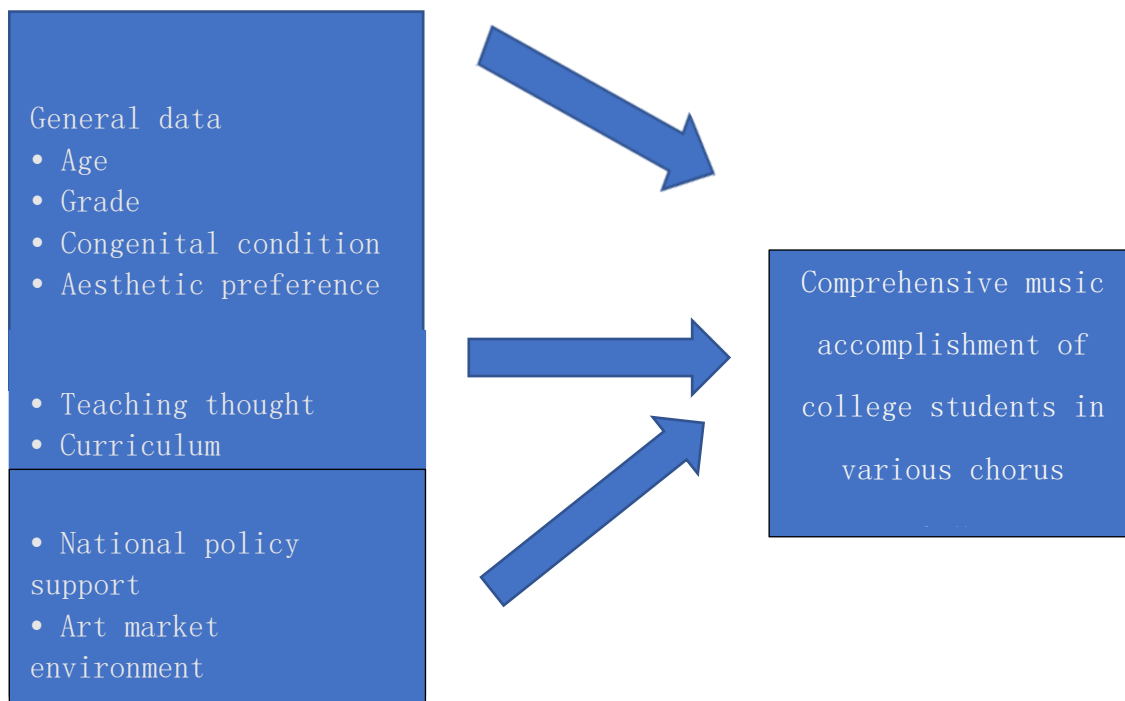 General data
• Age
• Grade
• Congenital condition
• Aesthetic preference
• Teaching thought
• Curriculum
• National policy
support
• Art market
environment
Comprehensive music
accomplishment of
college students in
various chorus